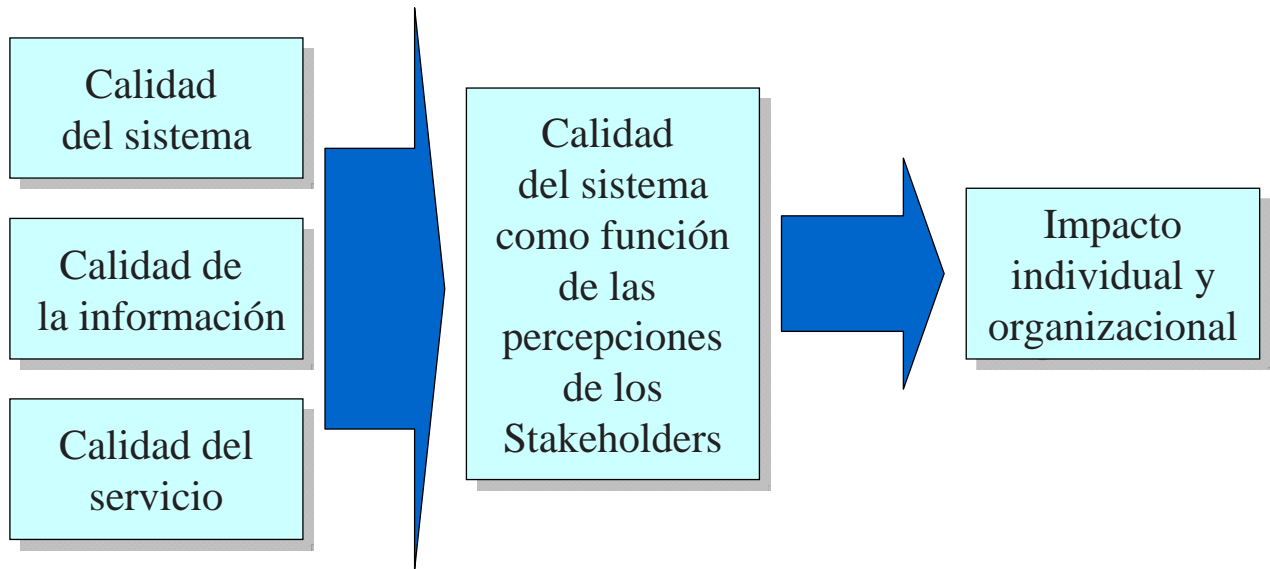 Calidad
del sistema
Calidad de
la información
Calidad del
servicio
Calidad
del sistema
como función
de las
percepciones
de los
Stakeholders
Impacto
individual y
organizacional